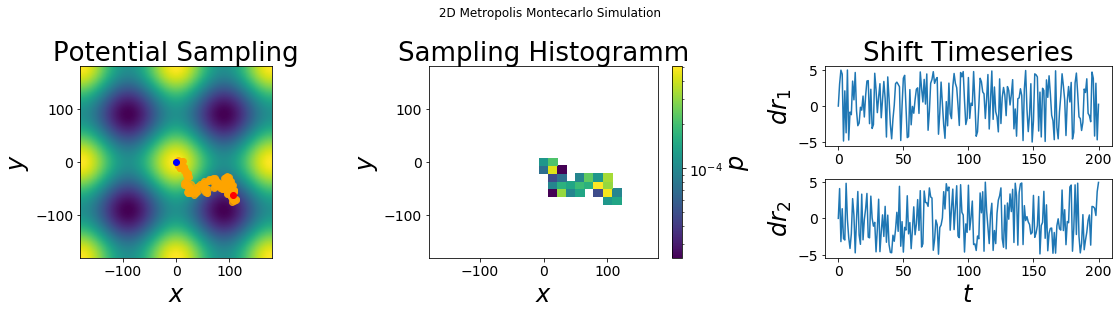 2D Metropolis Montecarlo Simulation
Potential Sampling
100
0
−100
y
−100
0
100
x
Sampling Histogramm
100
0
−100
y
−100
0
100
x
10⁻⁴
p
Shift Timeseries
5
0
−5
dr₁
0
50
100
150
200
5
0
−5
dr₂
0
50
100
150
200
t